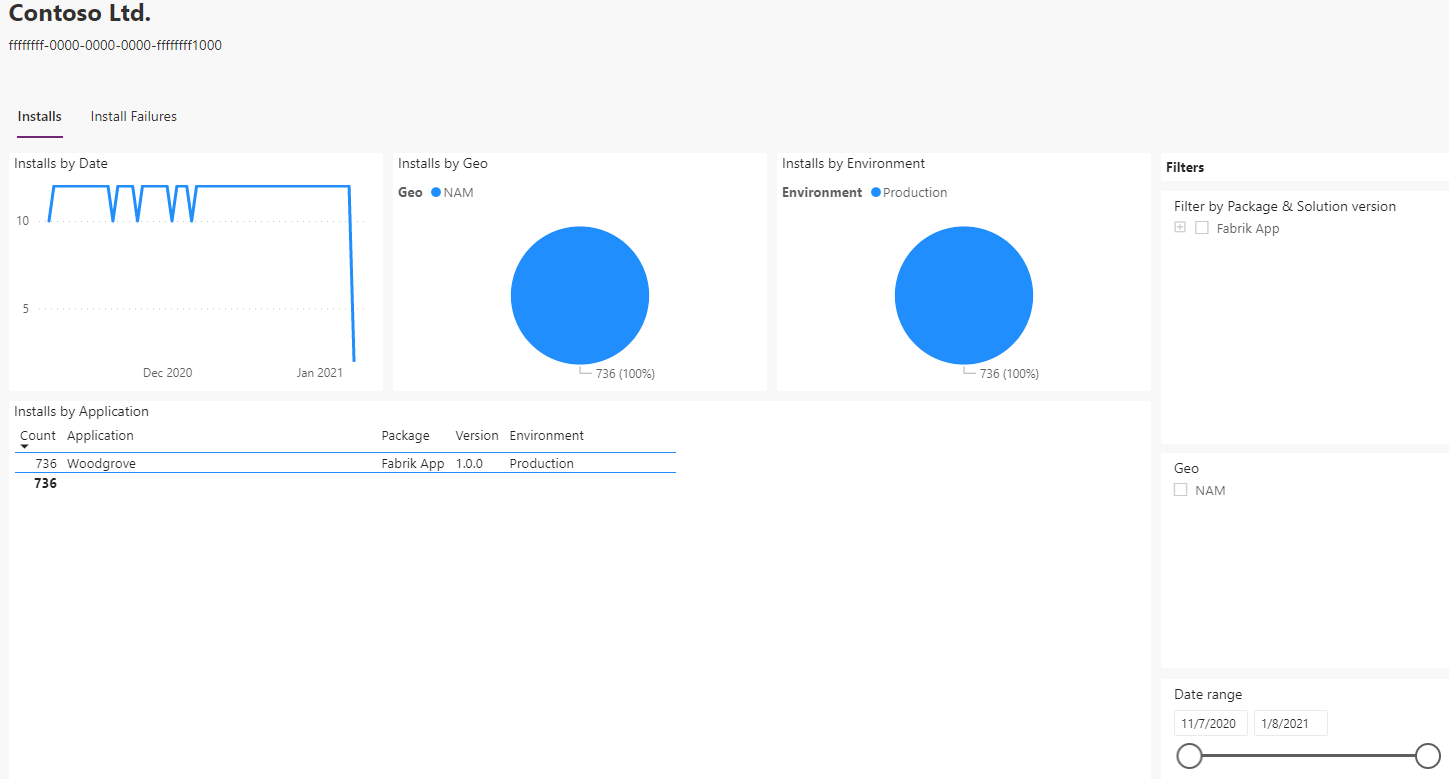 Contoso Ltd.
ffffffff-0000-0000-0000-ffffffff1000
Installs Install Failures
Installs by Date
10
5
Dec 2020 Jan 2021
Installs by Geo
Geo NAM
736 (100%)
Installs by Environment
Environment Production
736 (100%)
Installs by Application
Count Application Package Version Environment
736 Woodgrove Fabrik App 1.0.0 Production
736
Filters
Filter by Package & Solution version
Fabrik App
Geo
NAM
Date range
11/7/2020 1/8/2021